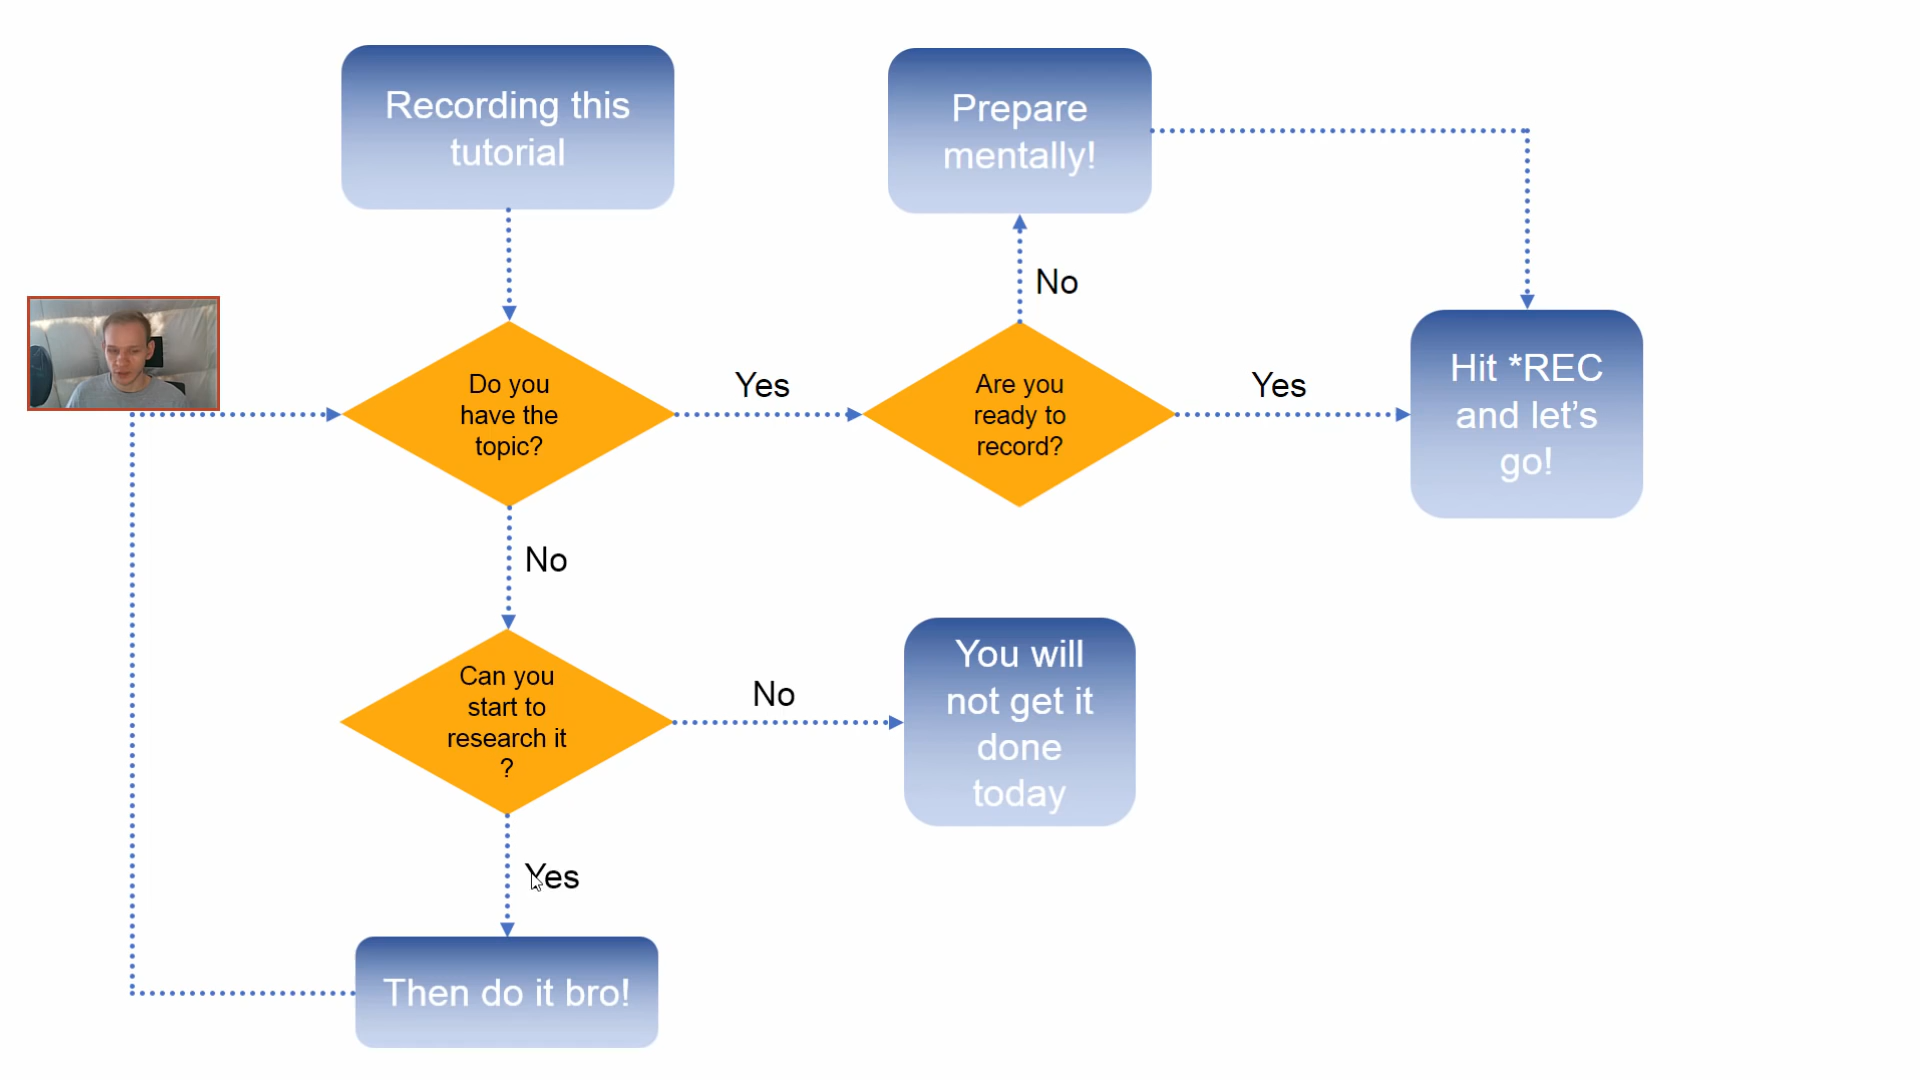 Recording this
tutorial
Prepare
mentally!
No
Do you
have the
topic?
Yes
Are you
ready to
record?
Yes
Hit *REC
and let’s
go!
No
Can you
start to
research it
?
No
You will
not get it
done
today
Yes
Then do it bro!